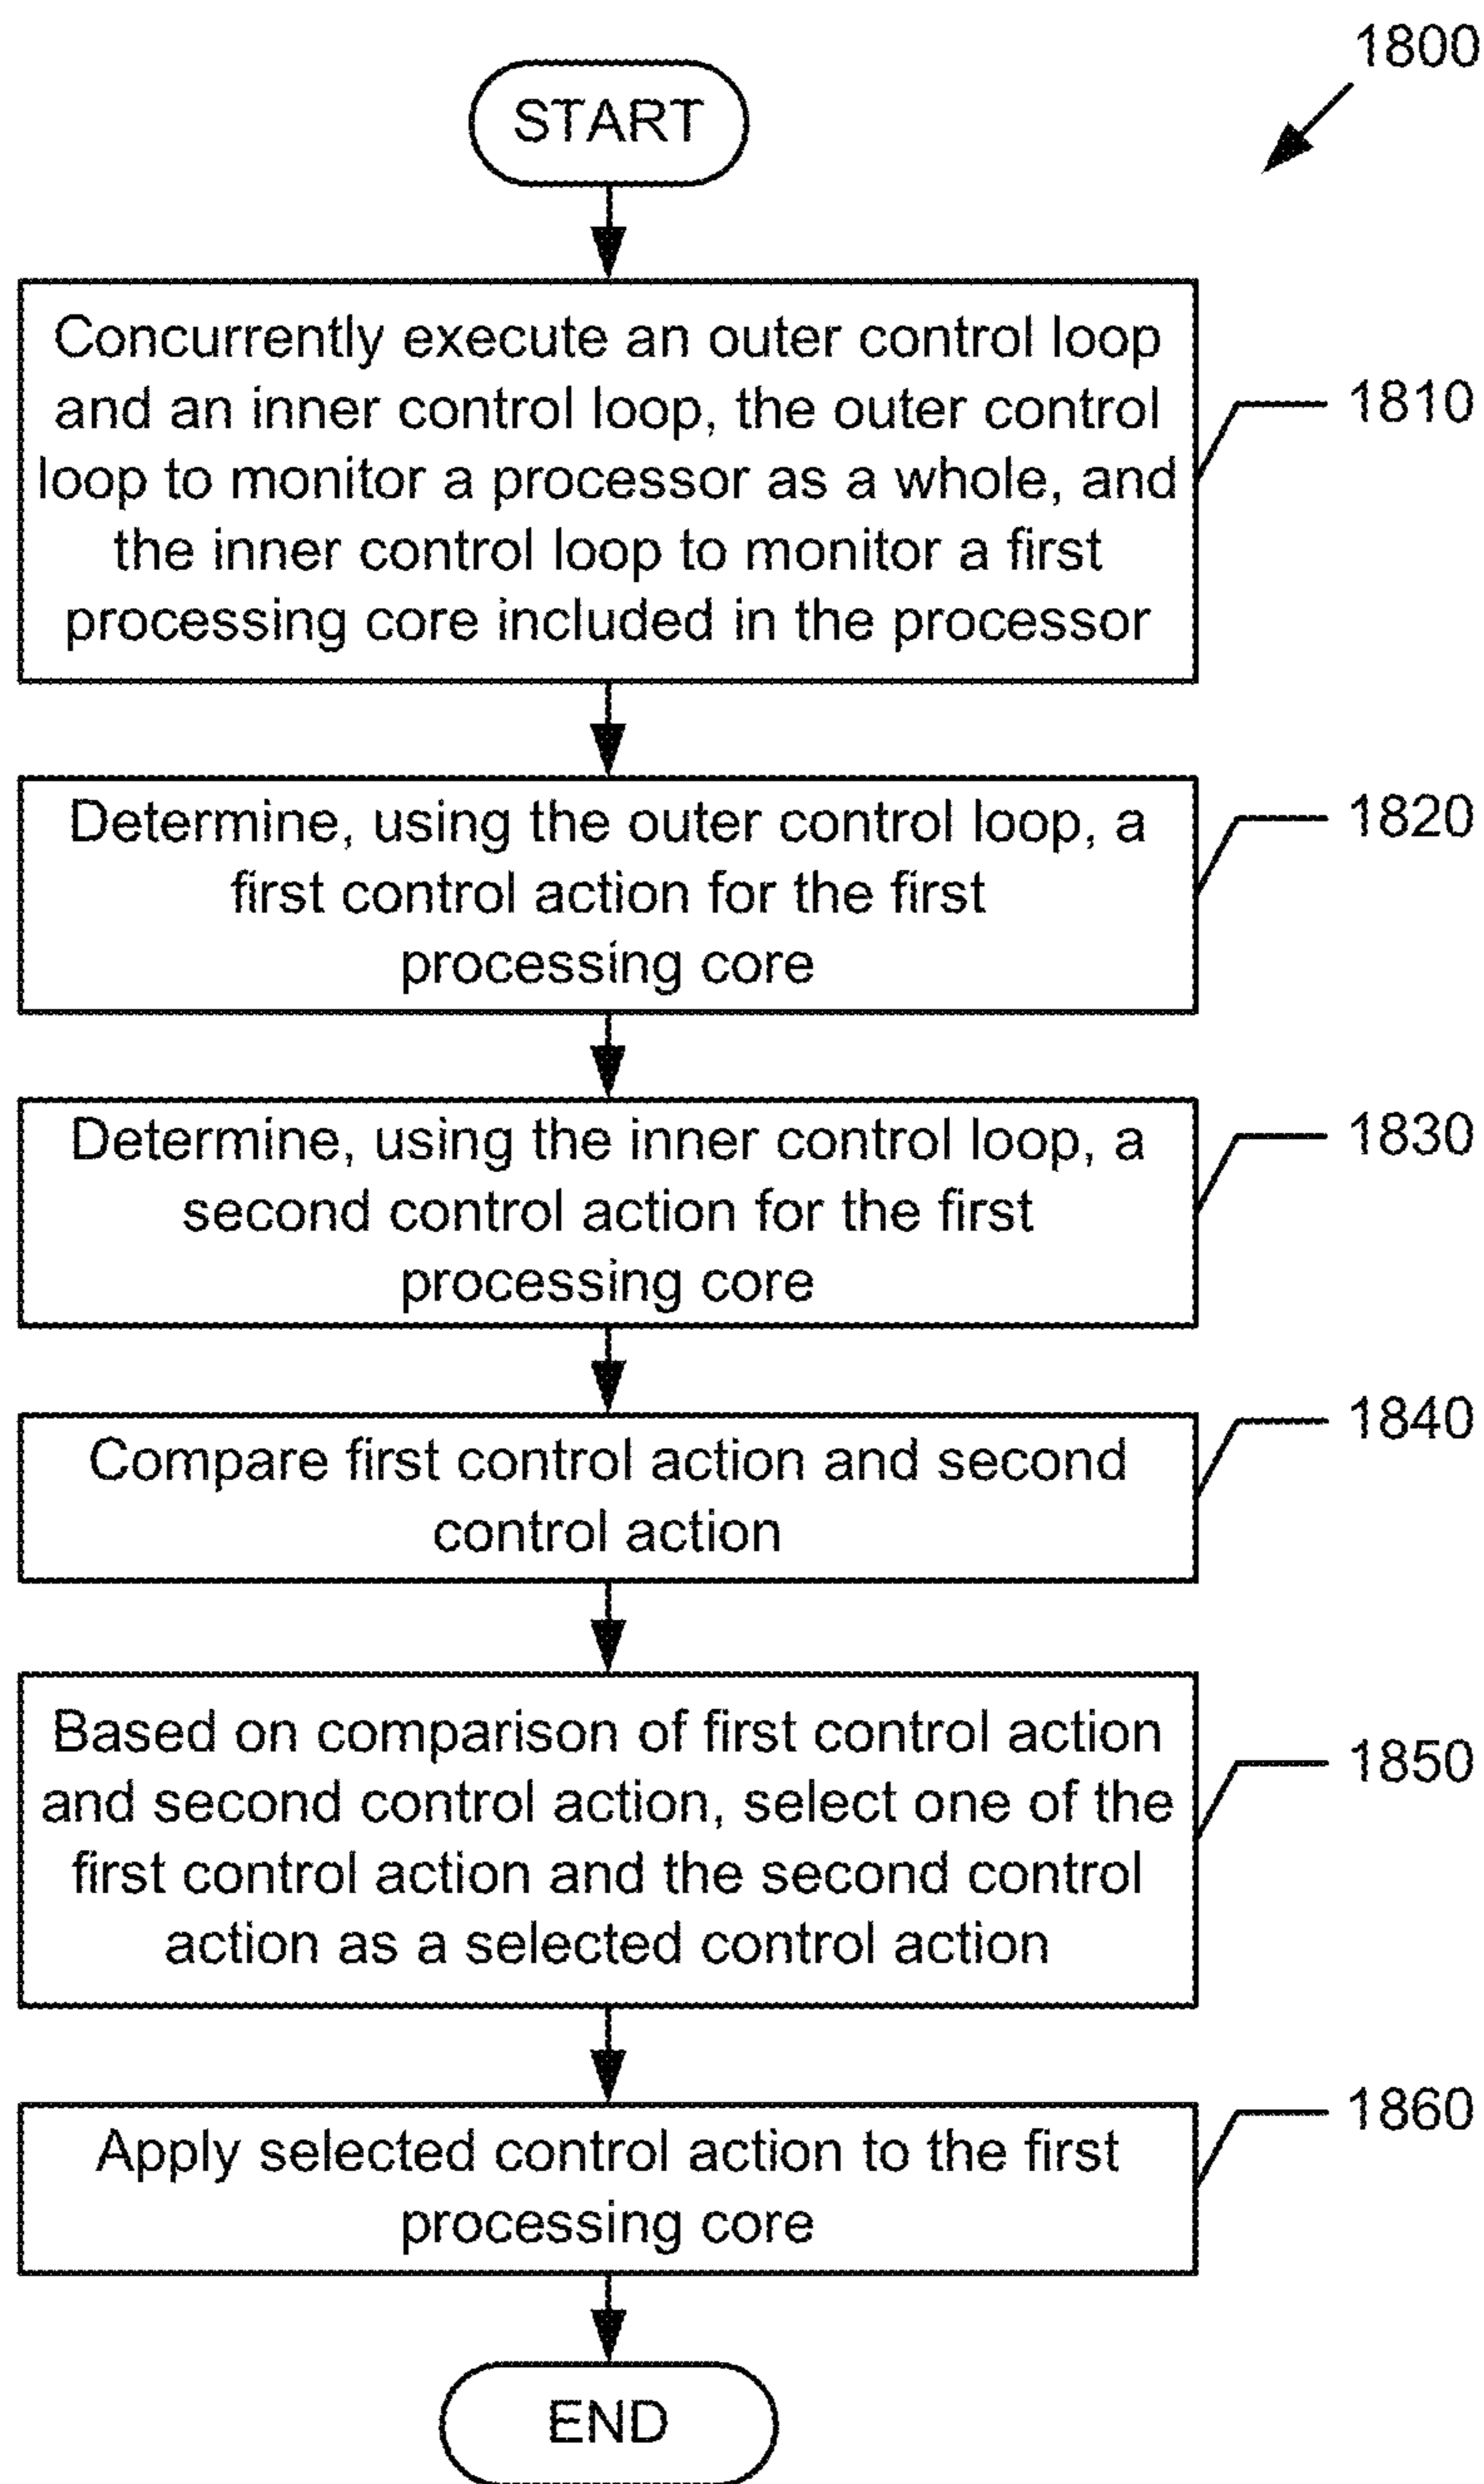 1800
START
Concurrently execute an outer control loop
and an inner control loop, the outer control
loop to monitor a processor as a whole, and
the inner control loop to monitor a first
processing core included in the processor
1810
Determine, using the outer control loop, a
first control action for the first
processing core
1820
Determine, using the inner control loop, a
second control action for the first
processing core
1830
Compare first control action and second
control action
1840
Based on comparison of first control action
and second control action, select one of the
first control action and the second control
action as a selected control action
1850
Apply selected control action to the first
processing core
1860
END